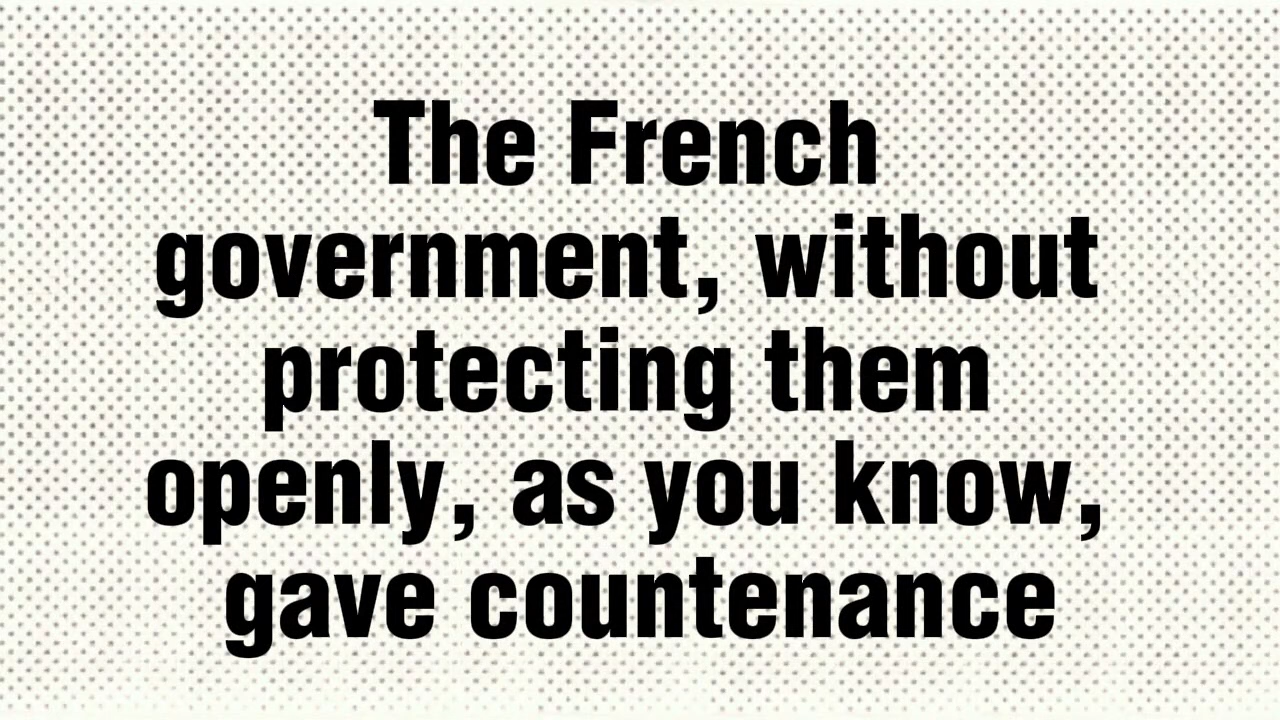 The French
government, without
protecting them
openly, as you know,
gave countenance